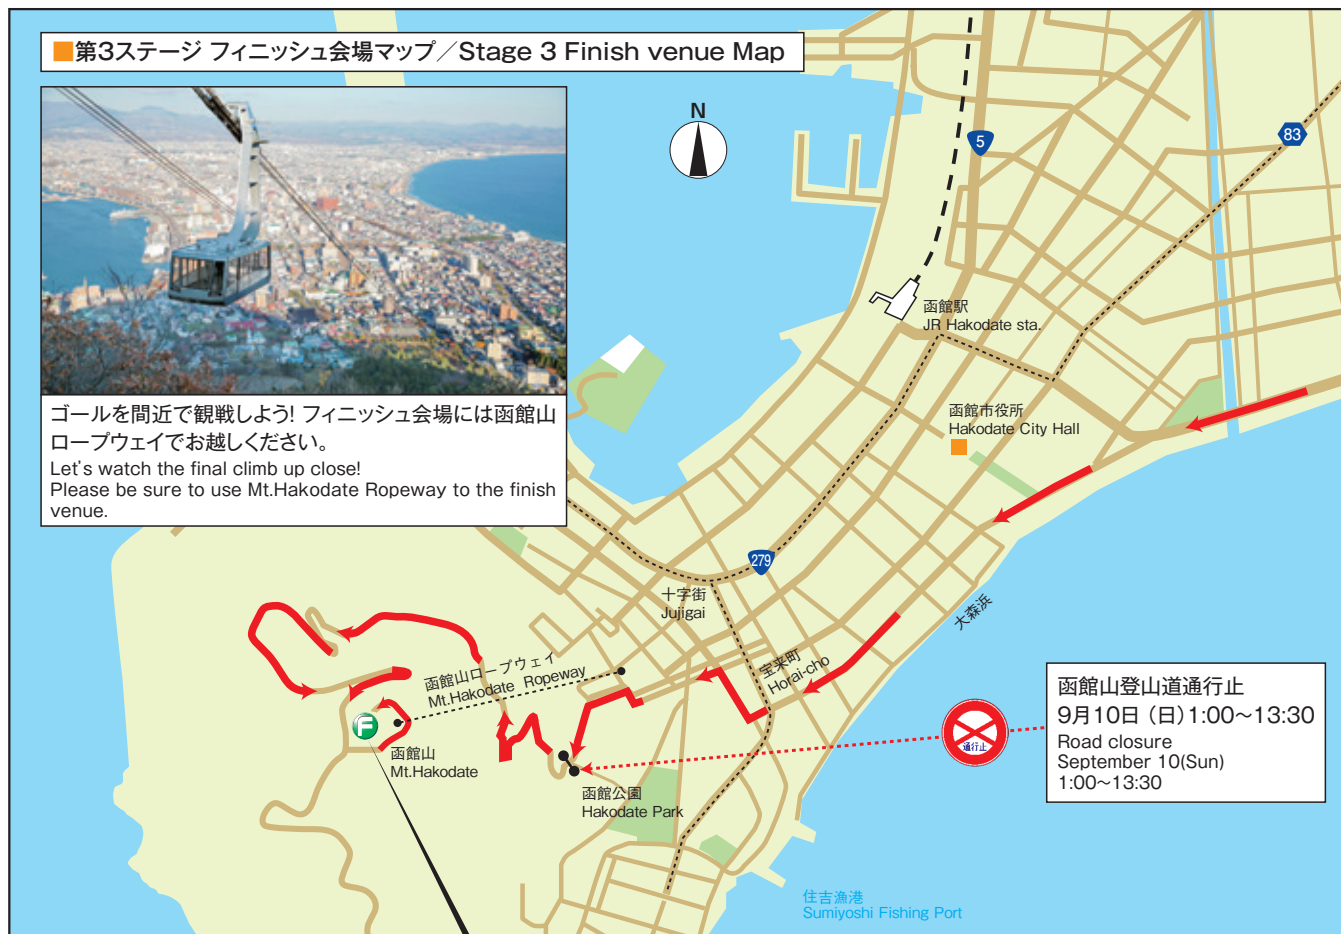 ■第3ステージ フィニッシュ会場マップ／Stage 3 Finish venue Map
ゴールを間近で観戦しよう! フィニッシュ会場には函館山
ロープウェイでお越しください。
Let's watch the final climb up close!
Please be sure to use Mt.Hakodate Ropeway to the finish
venue.
N
5
83
函館駅
JR Hakodate sta.
函館市役所
Hakodate City Hall
279
十字街
Jujigai
大森浜
宝来町
Horai-cho
函館山ロープウェイ
Mt.Hakodate Ropeway
F
函館山
Mt.Hakodate
函館公園
Hakodate Park
通行止
函館山登山道通行止
9月10日 (日)1:00〜13:30
Road closure
September 10(Sun)
1:00〜13:30
住吉漁港
Sumiyoshi Fishing Port